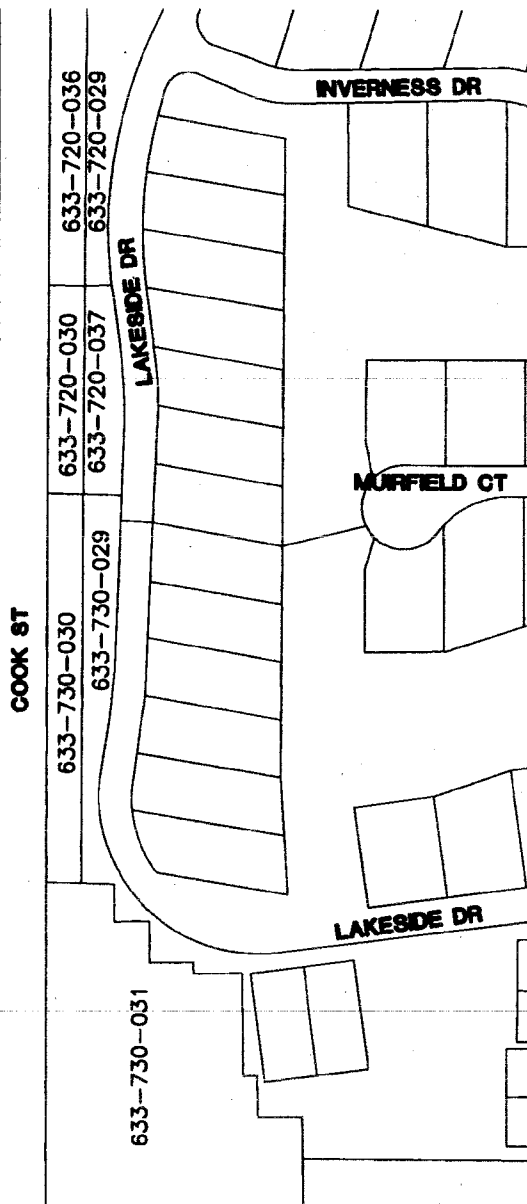 INVERNESS DR
633-720-036
633-720-029
LAKESIDE DR
633-720-030
633-720-037
MUIRFIELD CT
COOK ST
633-730-030
633-730-029
LAKESIDE DR
633-730-031